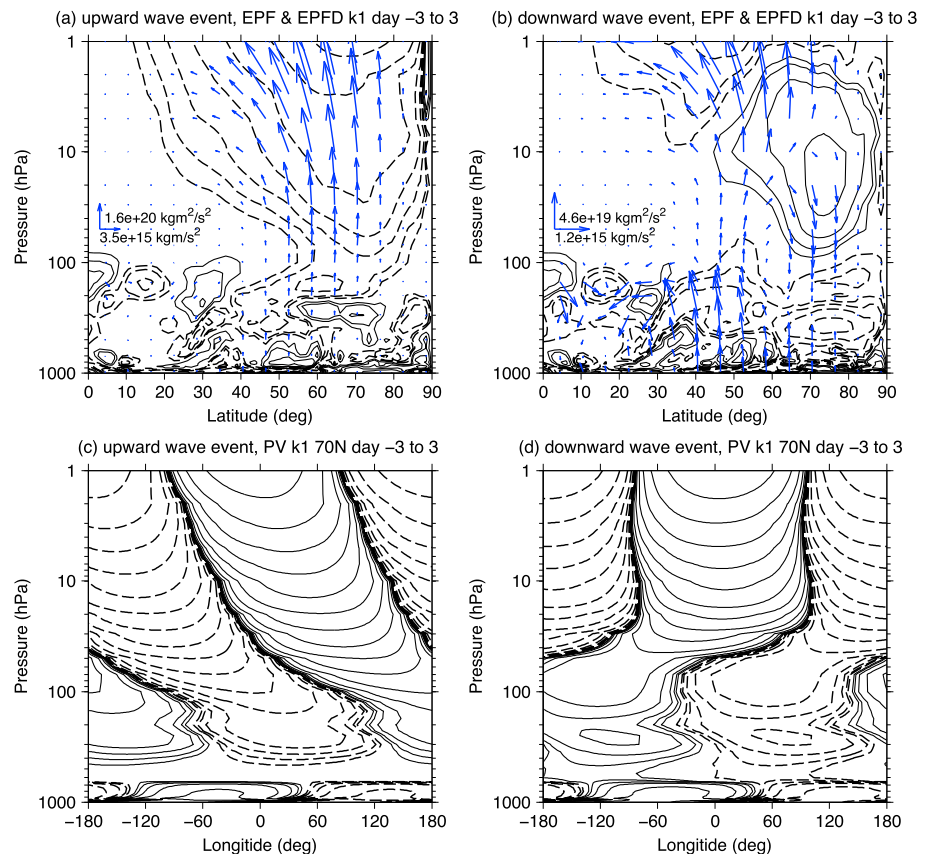 (a) upward wave event, EPF & EPFD k1 day −3 to 3
1
10
100
1000
Pressure (hPa)
1.6e+20 kgm²/s²
3.5e+15 kgm/s²
0 10 20 30 40 50 60 70 80 90
Latitude (deg)
(b) downward wave event, EPF & EPFD k1 day −3 to 3
1
10
100
1000
Pressure (hPa)
4.6e+19 kgm²/s²
1.2e+15 kgm/s²
0 10 20 30 40 50 60 70 80 90
Latitude (deg)
(c) upward wave event, PV k1 70N day −3 to 3
1
10
100
1000
Pressure (hPa)
−180 −120 −60 0 60 120 180
Longitide (deg)
(d) downward wave event, PV k1 70N day −3 to 3
1
10
100
1000
Pressure (hPa)
−180 −120 −60 0 60 120 180
Longitide (deg)